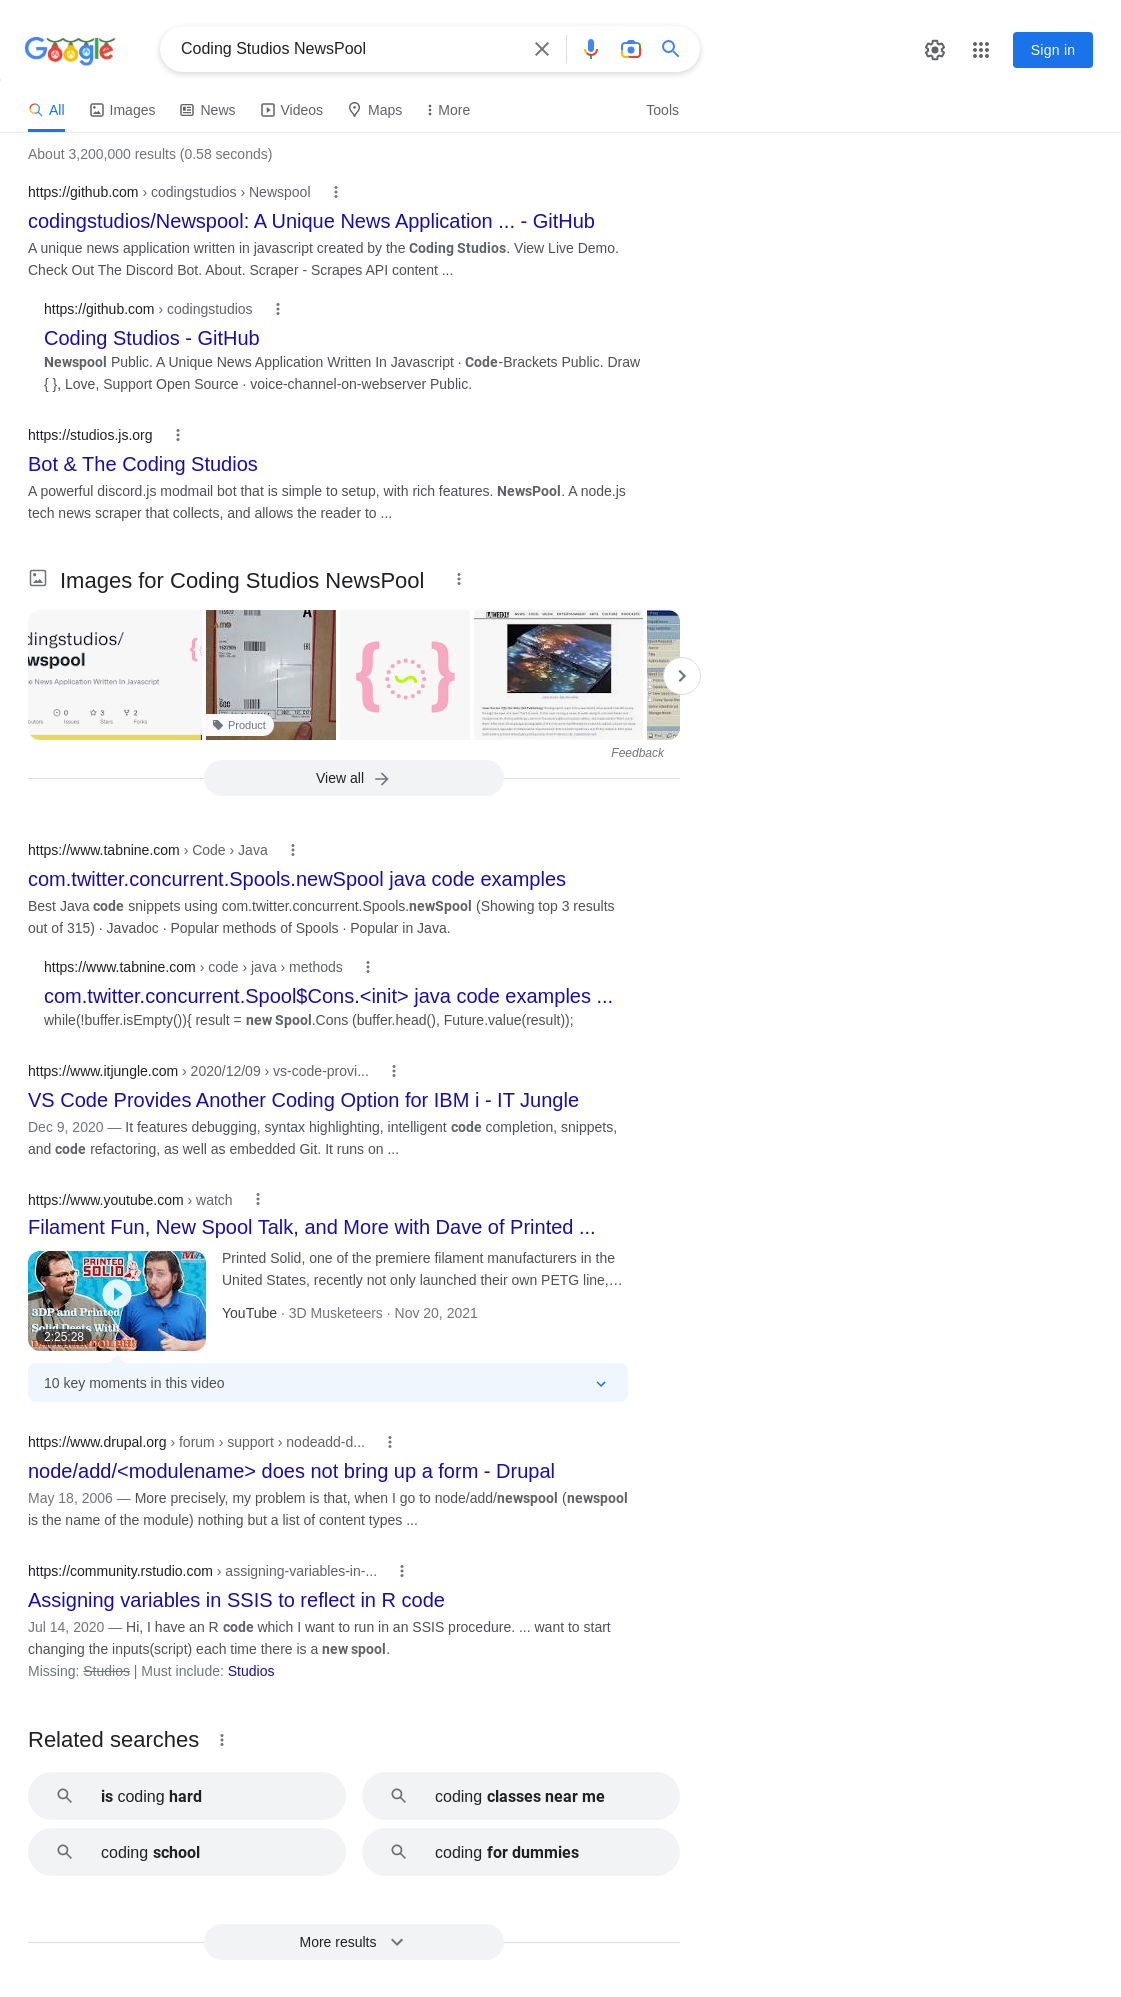 Google
Coding Studios NewsPool
Sign in
All
Images
News
Videos
Maps
More
Tools
About 3,200,000 results (0.58 seconds)
https://github.com › codingstudios › Newspool
codingstudios/Newspool: A Unique News Application ... - GitHub
A unique news application written in javascript created by the Coding Studios. View Live Demo.
Check Out The Discord Bot. About. Scraper - Scrapes API content ...
https://github.com › codingstudios
Coding Studios - GitHub
Newspool Public. A Unique News Application Written In Javascript · Code-Brackets Public. Draw
{ }, Love, Support Open Source · voice-channel-on-webserver Public.
https://studios.js.org
Bot & The Coding Studios
A powerful discord.js modmail bot that is simple to setup, with rich features. NewsPool. A node.js
tech news scraper that collects, and allows the reader to ...
Images for Coding Studios NewsPool
dingstudios/
wspool
e News Application Written In Javascript
0
3
2
Issues
Stars
Forks
Product
Feedback
View all
https://www.tabnine.com › Code › Java
com.twitter.concurrent.Spools.newSpool java code examples
Best Java code snippets using com.twitter.concurrent.Spools.newSpool (Showing top 3 results
out of 315) · Javadoc · Popular methods of Spools · Popular in Java.
https://www.tabnine.com › code › java › methods
com.twitter.concurrent.Spool$Cons.<init> java code examples ...
while(!buffer.isEmpty()){ result = new Spool.Cons (buffer.head(), Future.value(result));
https://www.itjungle.com › 2020/12/09 › vs-code-provi...
VS Code Provides Another Coding Option for IBM i - IT Jungle
Dec 9, 2020 — It features debugging, syntax highlighting, intelligent code completion, snippets,
and code refactoring, as well as embedded Git. It runs on ...
https://www.youtube.com › watch
Filament Fun, New Spool Talk, and More with Dave of Printed ...
PRINTED
SOLID
3DP and Printed
Solid Deets With
2:25:28
Printed Solid, one of the premiere filament manufacturers in the
United States, recently not only launched their own PETG line,…
YouTube · 3D Musketeers · Nov 20, 2021
10 key moments in this video
https://www.drupal.org › forum › support › nodeadd-d...
node/add/<modulename> does not bring up a form - Drupal
May 18, 2006 — More precisely, my problem is that, when I go to node/add/newspool (newspool
is the name of the module) nothing but a list of content types ...
https://community.rstudio.com › assigning-variables-in-...
Assigning variables in SSIS to reflect in R code
Jul 14, 2020 — Hi, I have an R code which I want to run in an SSIS procedure. ... want to start
changing the inputs(script) each time there is a new spool.
Missing: Studios | Must include: Studios
Related searches
is coding hard
coding classes near me
coding school
coding for dummies
More results